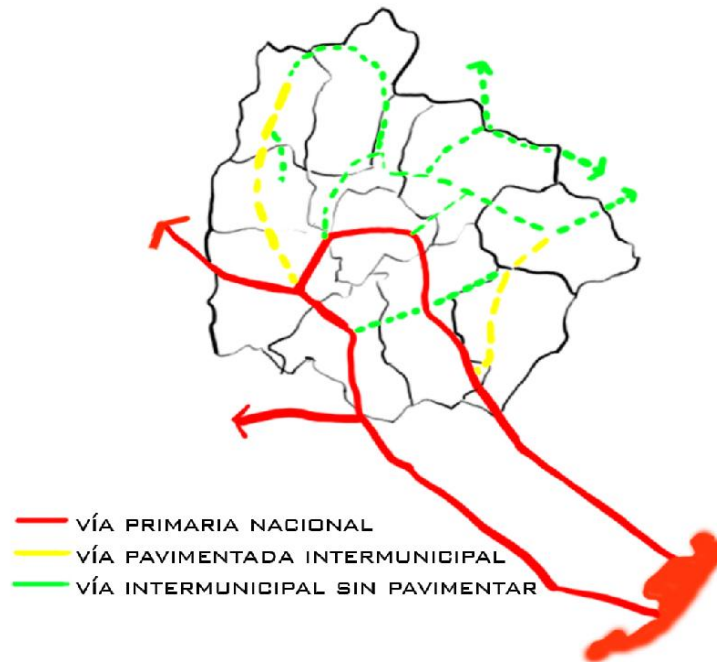 VÍA PRIMARIA NACIONAL
VÍA PAVIMENTADA INTERMUNICIPAL
VÍA INTERMUNICIPAL SIN PAVIMENTAR